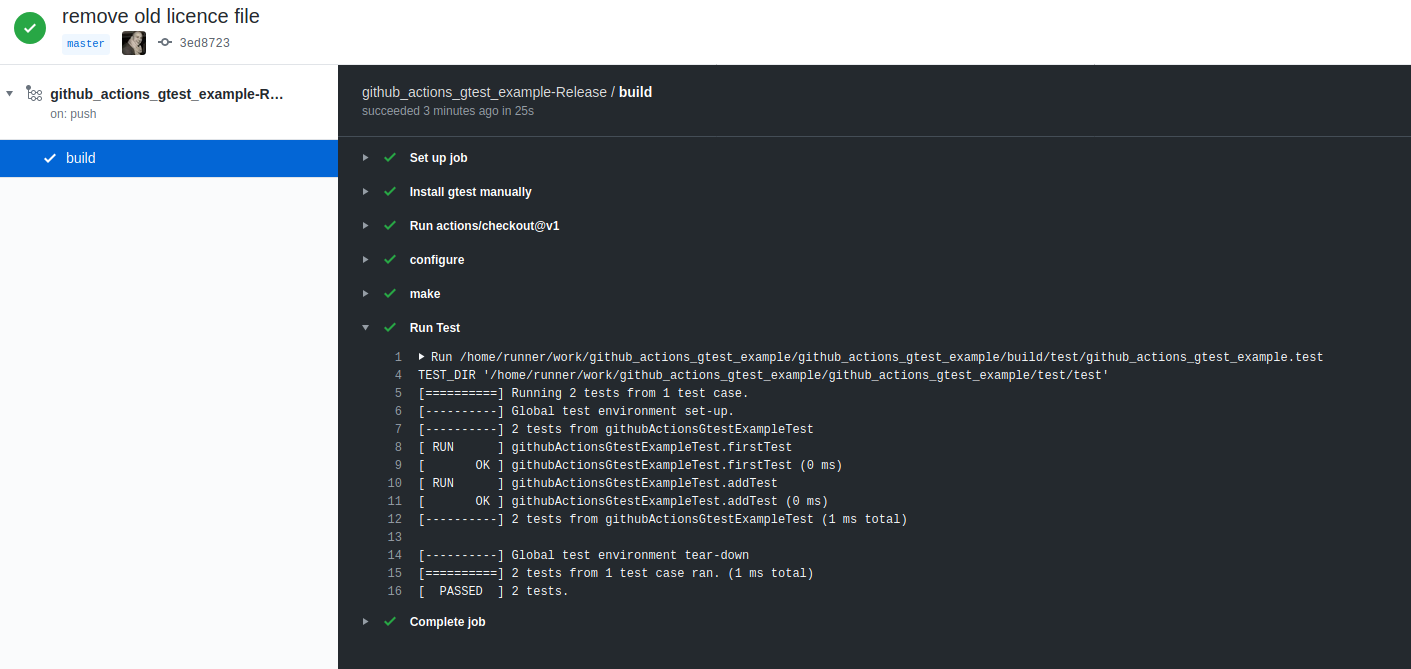 remove old licence file
master 3ed8723
github_actions_gtest_example-R…
on: push
build
github_actions_gtest_example-Release / build
succeeded 3 minutes ago in 25s
Set up job
Install gtest manually
Run actions/checkout@v1
configure
make
Run Test
1 Run /home/runner/work/github_actions_gtest_example/github_actions_gtest_example/build/test/github_actions_gtest_example.test
4 TEST_DIR '/home/runner/work/github_actions_gtest_example/github_actions_gtest_example/test/test'
5 [==========] Running 2 tests from 1 test case.
6 [----------] Global test environment set-up.
7 [----------] 2 tests from githubActionsGtestExampleTest
8 [ RUN      ] githubActionsGtestExampleTest.firstTest
9 [       OK ] githubActionsGtestExampleTest.firstTest (0 ms)
10 [ RUN      ] githubActionsGtestExampleTest.addTest
11 [       OK ] githubActionsGtestExampleTest.addTest (0 ms)
12 [----------] 2 tests from githubActionsGtestExampleTest (1 ms total)
13
14 [----------] Global test environment tear-down
15 [==========] 2 tests from 1 test case ran. (1 ms total)
16 [  PASSED  ] 2 tests.
Complete job